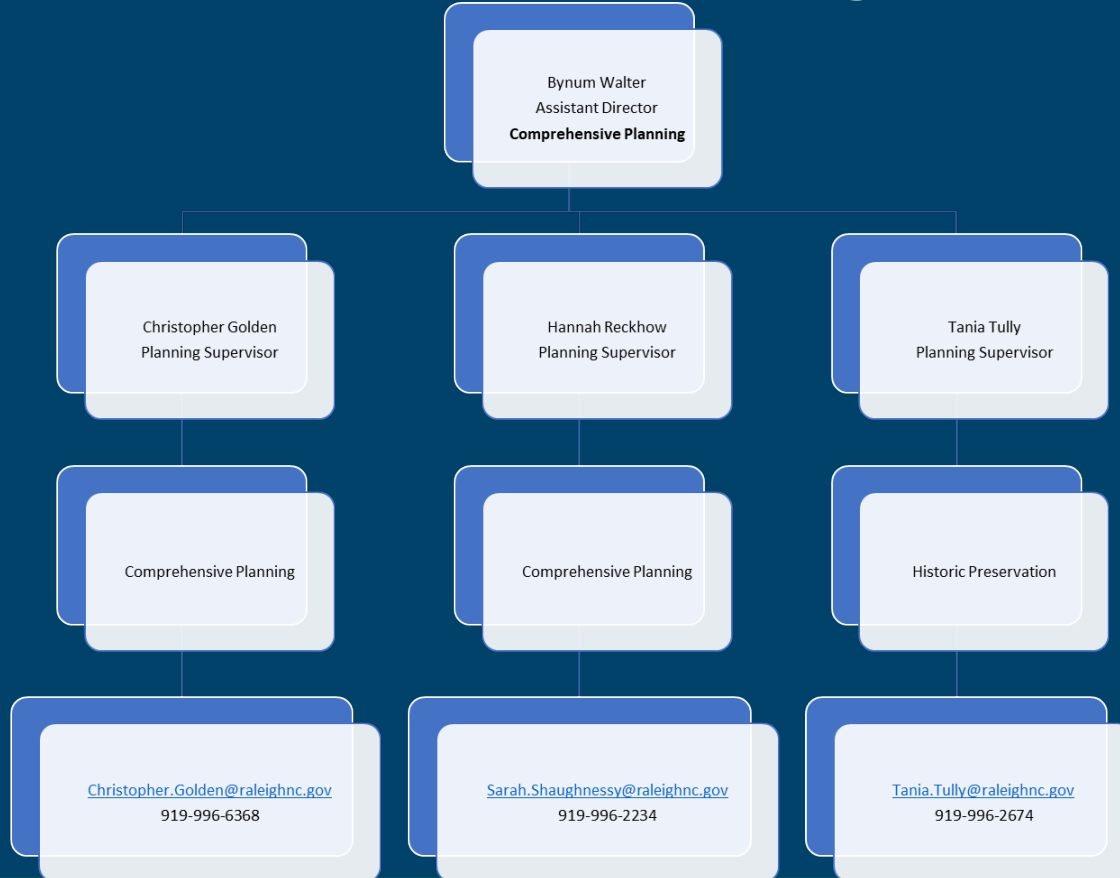 Bynum Walter
Assistant Director
Comprehensive Planning
Christopher Golden
Planning Supervisor
Hannah Reckhow
Planning Supervisor
Tania Tully
Planning Supervisor
Comprehensive Planning
Comprehensive Planning
Historic Preservation
Christopher.Golden@raleighnc.gov
919-996-6368
Sarah.Shaughnessy@raleighnc.gov
919-996-2234
Tania.Tully@raleighnc.gov
919-996-2674